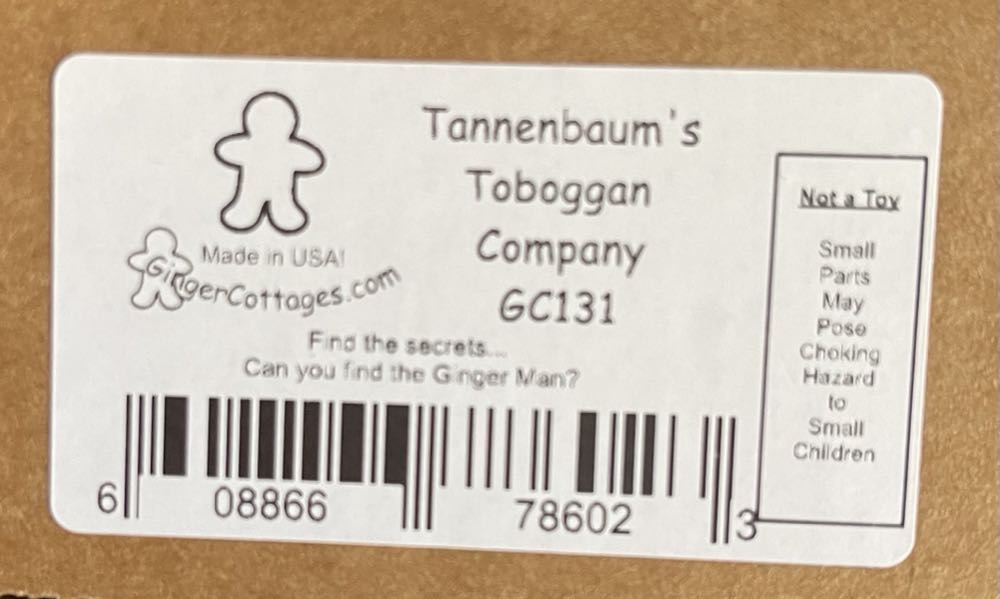 Tannenbaum's
Toboggan
Company
GC131
Made in USA!
GingerCottages.com
Find the secrets...
Can you find the Ginger Man?
6 08866 78602 3
Not a Toy
Small
Parts
May
Pose
Choking
Hazard
to
Small
Children